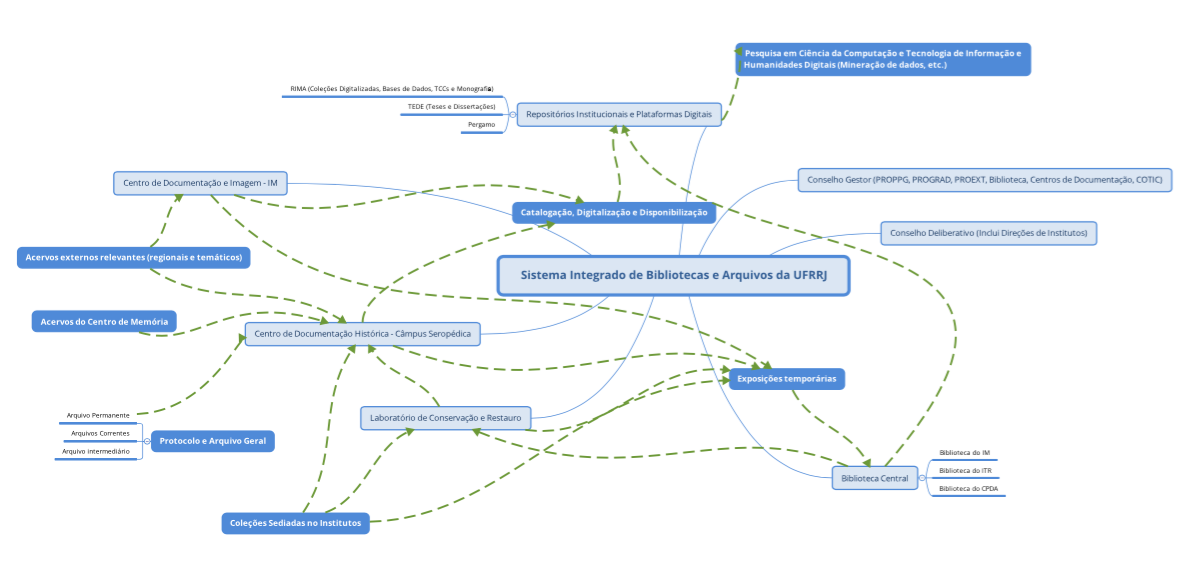 Pesquisa em Ciência da Computação e Tecnologia de Informação e
Humanidades Digitais (Mineração de dados, etc.)
RIMA (Coleções Digitalizadas, Bases de Dados, TCCs e Monografia)
TEDE (Teses e Dissertações)
Pergamo
Repositórios Institucionais e Plataformas Digitais
Centro de Documentação e Imagem - IM
Conselho Gestor (PROPPG, PROGRAD, PROEXT, Biblioteca, Centros de Documentação, COTIC)
Catalogação, Digitalização e Disponibilização
Conselho Deliberativo (Inclui Direções de Institutos)
Acervos externos relevantes (regionais e temáticos)
Sistema Integrado de Bibliotecas e Arquivos da UFRRJ
Acervos do Centro de Memória
Centro de Documentação Histórica - Câmpus Seropédica
Exposições temporárias
Arquivo Permanente
Arquivos Correntes
Arquivo intermediário
Protocolo e Arquivo Geral
Laboratório de Conservação e Restauro
Biblioteca Central
Biblioteca do IM
Biblioteca do ITR
Biblioteca do CPDA
Coleções Sediadas no Institutos